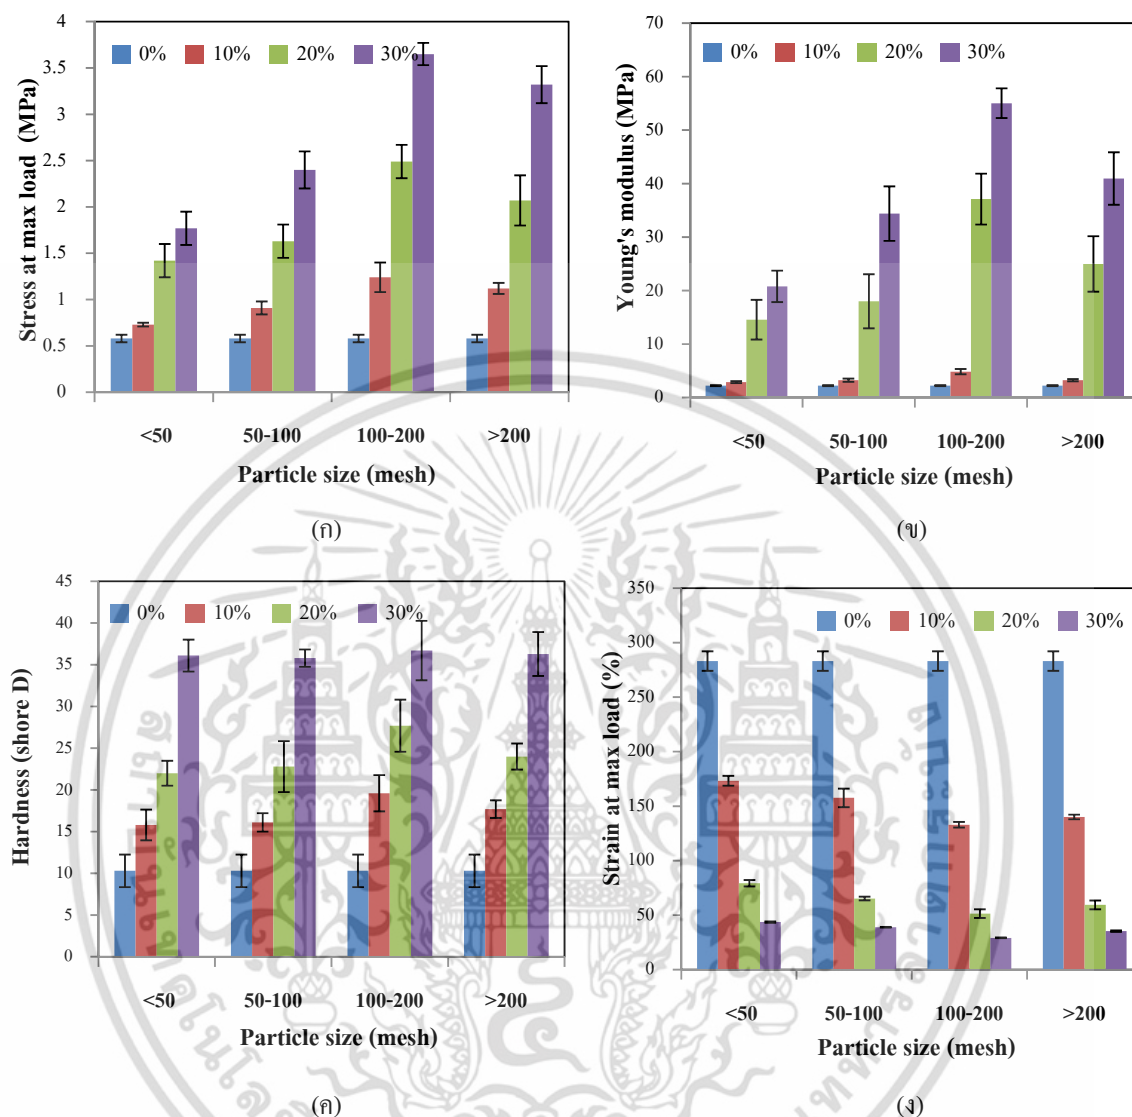 4
3.5
3
2.5
2
1.5
1
0.5
0
Stress at max load (MPa)
0% 10% 20% 30%
<50 50-100 100-200 >200
Particle size (mesh)
(ก)
70
60
50
40
30
20
10
0
Young's modulus (MPa)
0% 10% 20% 30%
<50 50-100 100-200 >200
Particle size (mesh)
(ข)
45
40
35
30
25
20
15
10
5
0
Hardness (shore D)
0% 10% 20% 30%
<50 50-100 100-200 >200
Particle size (mesh)
(ค)
350
300
250
200
150
100
50
0
Strain at max load (%)
0% 10% 20% 30%
<50 50-100 100-200 >200
Particle size (mesh)
(ง)